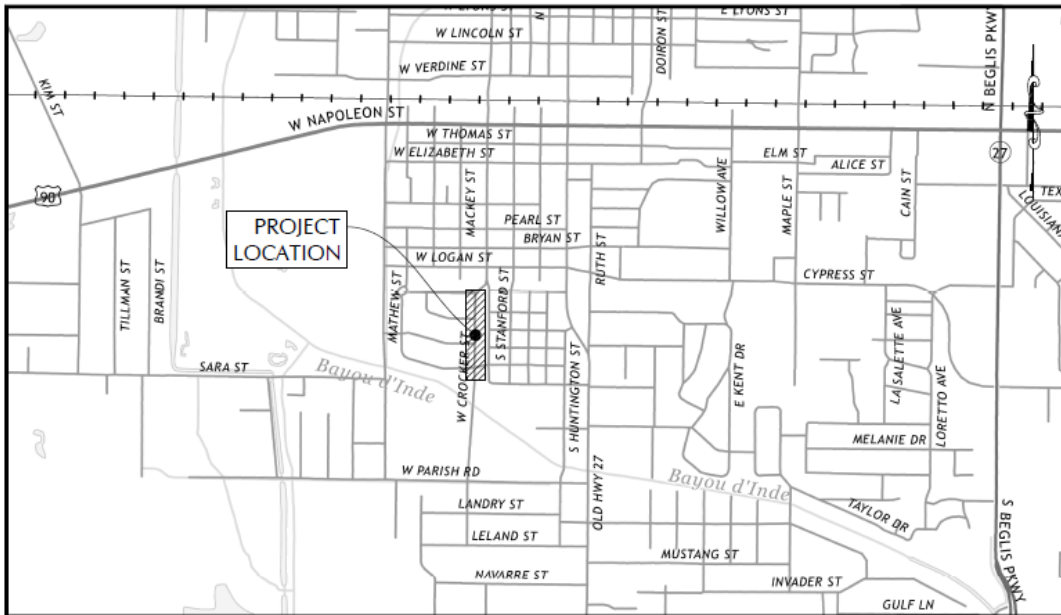 E LYONS ST
N
W LINCOLN ST
DOIRON ST
N BEGLIS PKWY
W VERDINE ST
KIM ST
W NAPOLEON ST
W THOMAS ST
W ELIZABETH ST
ELM ST
ALICE ST
27
90
MACKEY ST
WILLOW AVE
MAPLE ST
CAIN ST
TEX
LOUISIAN
PROJECT
LOCATION
PEARL ST
BRYAN ST
W LOGAN ST
RUTH ST
CYPRESS ST
TILLMAN ST
BRANDI ST
MATHEW ST
S STANFORD ST
W CROCKER ST
SARA ST
Bayou d'Inde
S HUNTINGTON ST
E KENT DR
LA SALETTE AVE
LORETTO AVE
MELANIE DR
W PARISH RD
OLD HWY 27
Bayou d'Inde
LANDRY ST
TAYLOR DR
LELAND ST
MUSTANG ST
S BEGLIS PKWY
NAVARRE ST
INVADER ST
GULF LN